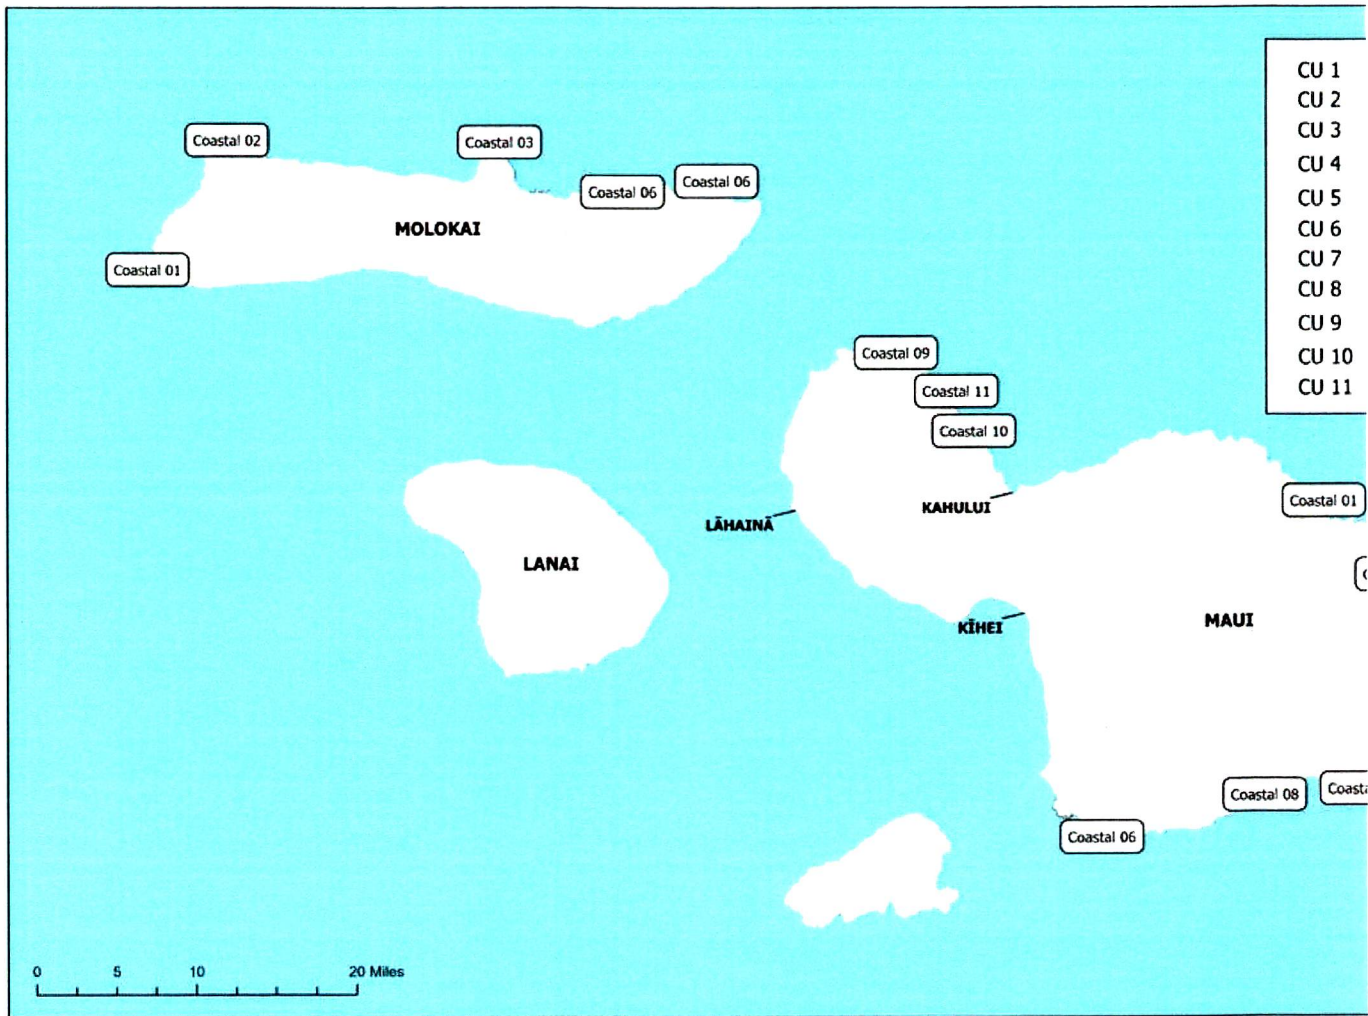 CU 1
CU 2
CU 3
CU 4
CU 5
CU 6
CU 7
CU 8
CU 9
CU 10
CU 11
Coastal 02
Coastal 03
Coastal 06
Coastal 06
MOLOKAI
Coastal 01
Coastal 09
Coastal 11
Coastal 10
KAHULUI
Coastal 01
LĀHAINĀ
LANAI
KĪHEI
MAUI
Coastal 08
Coasta
Coastal 06
0 5 10 20 Miles